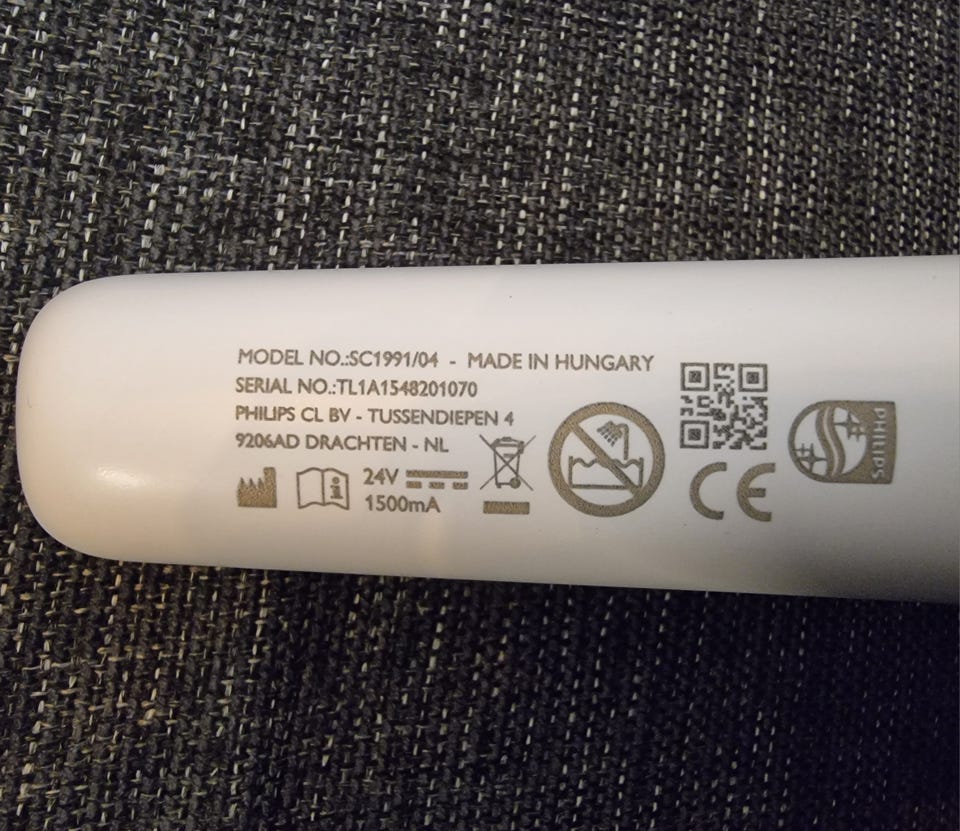 MODEL NO.:SC1991/04 - MADE IN HUNGARY
SERIAL NO.:TL1A1548201070
PHILIPS CL BV - TUSSENDIEPEN 4
9206AD DRACHTEN - NL
24V
1500mA
CE
PHILIPS